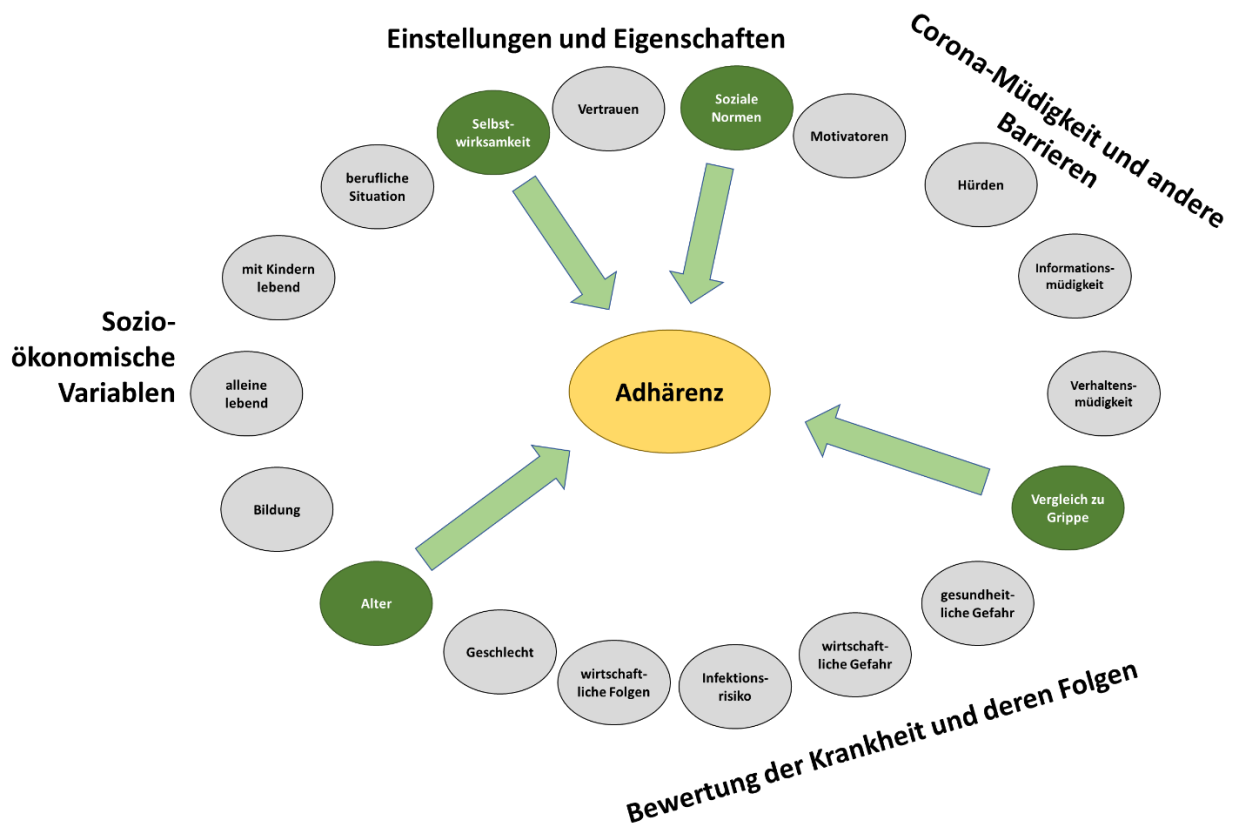 Einstellungen und Eigenschaften
Corona-Müdigkeit und andere
Barrieren
Selbst-
wirksamkeit
Vertrauen
Soziale
Normen
Motivatoren
Hürden
Informations-
müdigkeit
Verhaltens-
müdigkeit
Vergleich zu
Grippe
gesundheit-
liche Gefahr
wirtschaft-
liche Gefahr
Infektions-
risiko
wirtschaft-
liche Folgen
Geschlecht
Alter
Bildung
alleine
lebend
mit Kindern
lebend
berufliche
Situation
Sozio-
ökonomische
Variablen
Adhärenz
Bewertung der Krankheit und deren Folgen